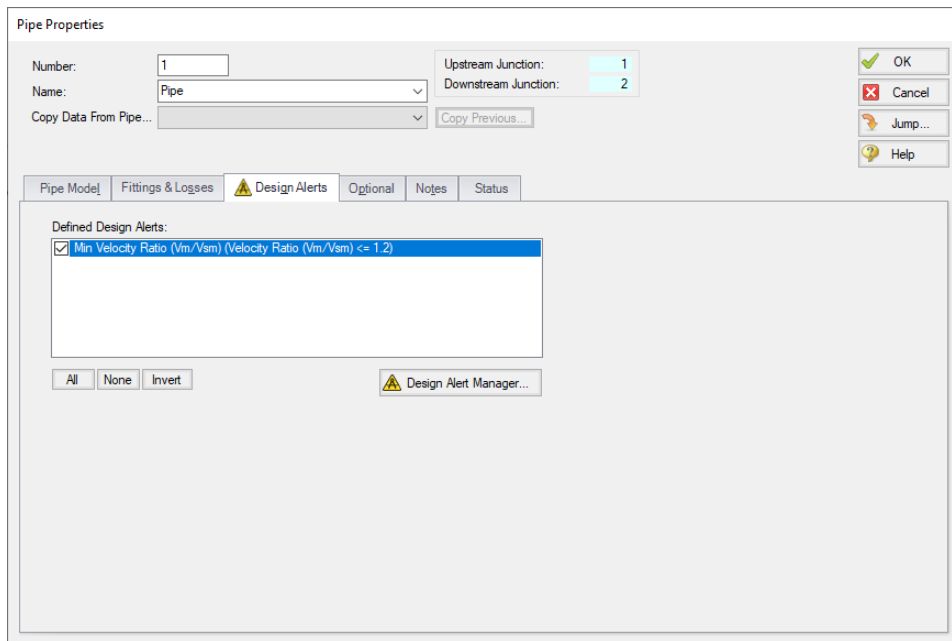 Pipe Properties
Number: 1
Name: Pipe
Copy Data From Pipe...
Copy Previous...
Upstream Junction: 1
Downstream Junction: 2
OK
Cancel
Jump...
Help
Pipe Model Fittings & Losses Design Alerts Optional Notes Status
Defined Design Alerts:
Min Velocity Ratio (Vm/Vsm) (Velocity Ratio (Vm/Vsm) <= 1.2)
All None Invert Design Alert Manager...